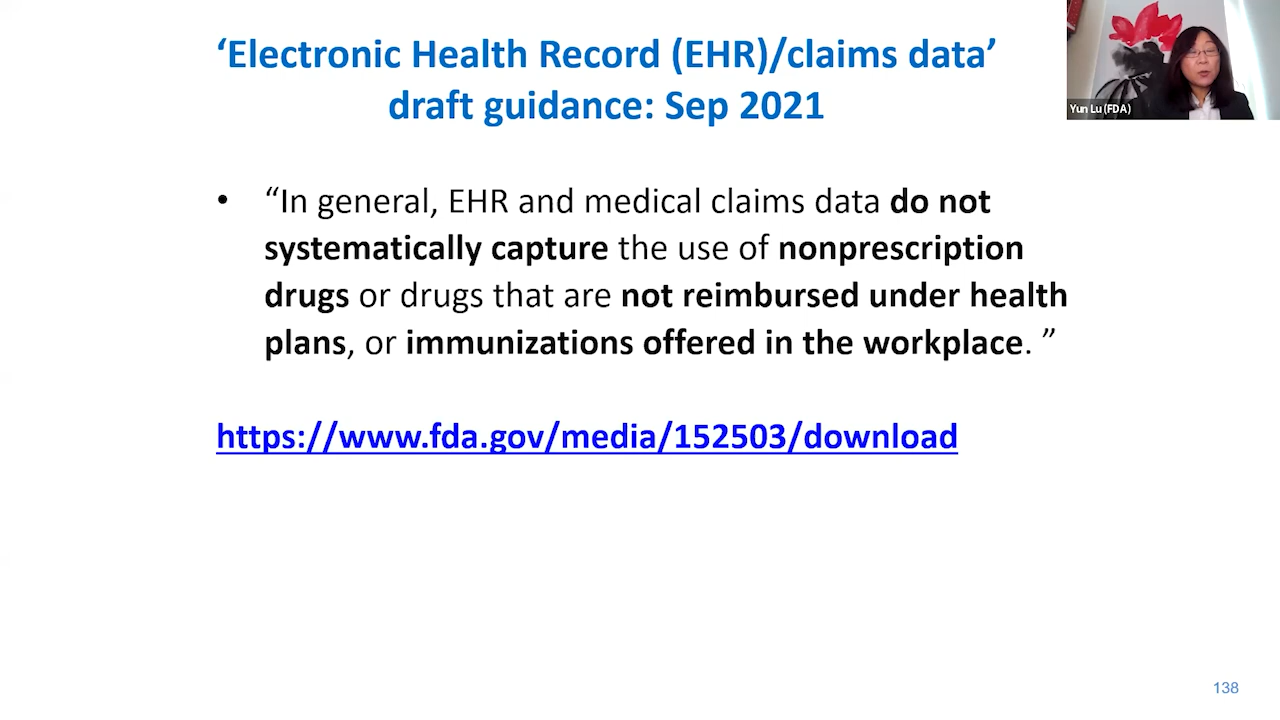 ‘Electronic Health Record (EHR)/claims data’
draft guidance: Sep 2021
Yun Lu (FDA)
• “In general, EHR and medical claims data do not
systematically capture the use of nonprescription
drugs or drugs that are not reimbursed under health
plans, or immunizations offered in the workplace. ”
https://www.fda.gov/media/152503/download
138